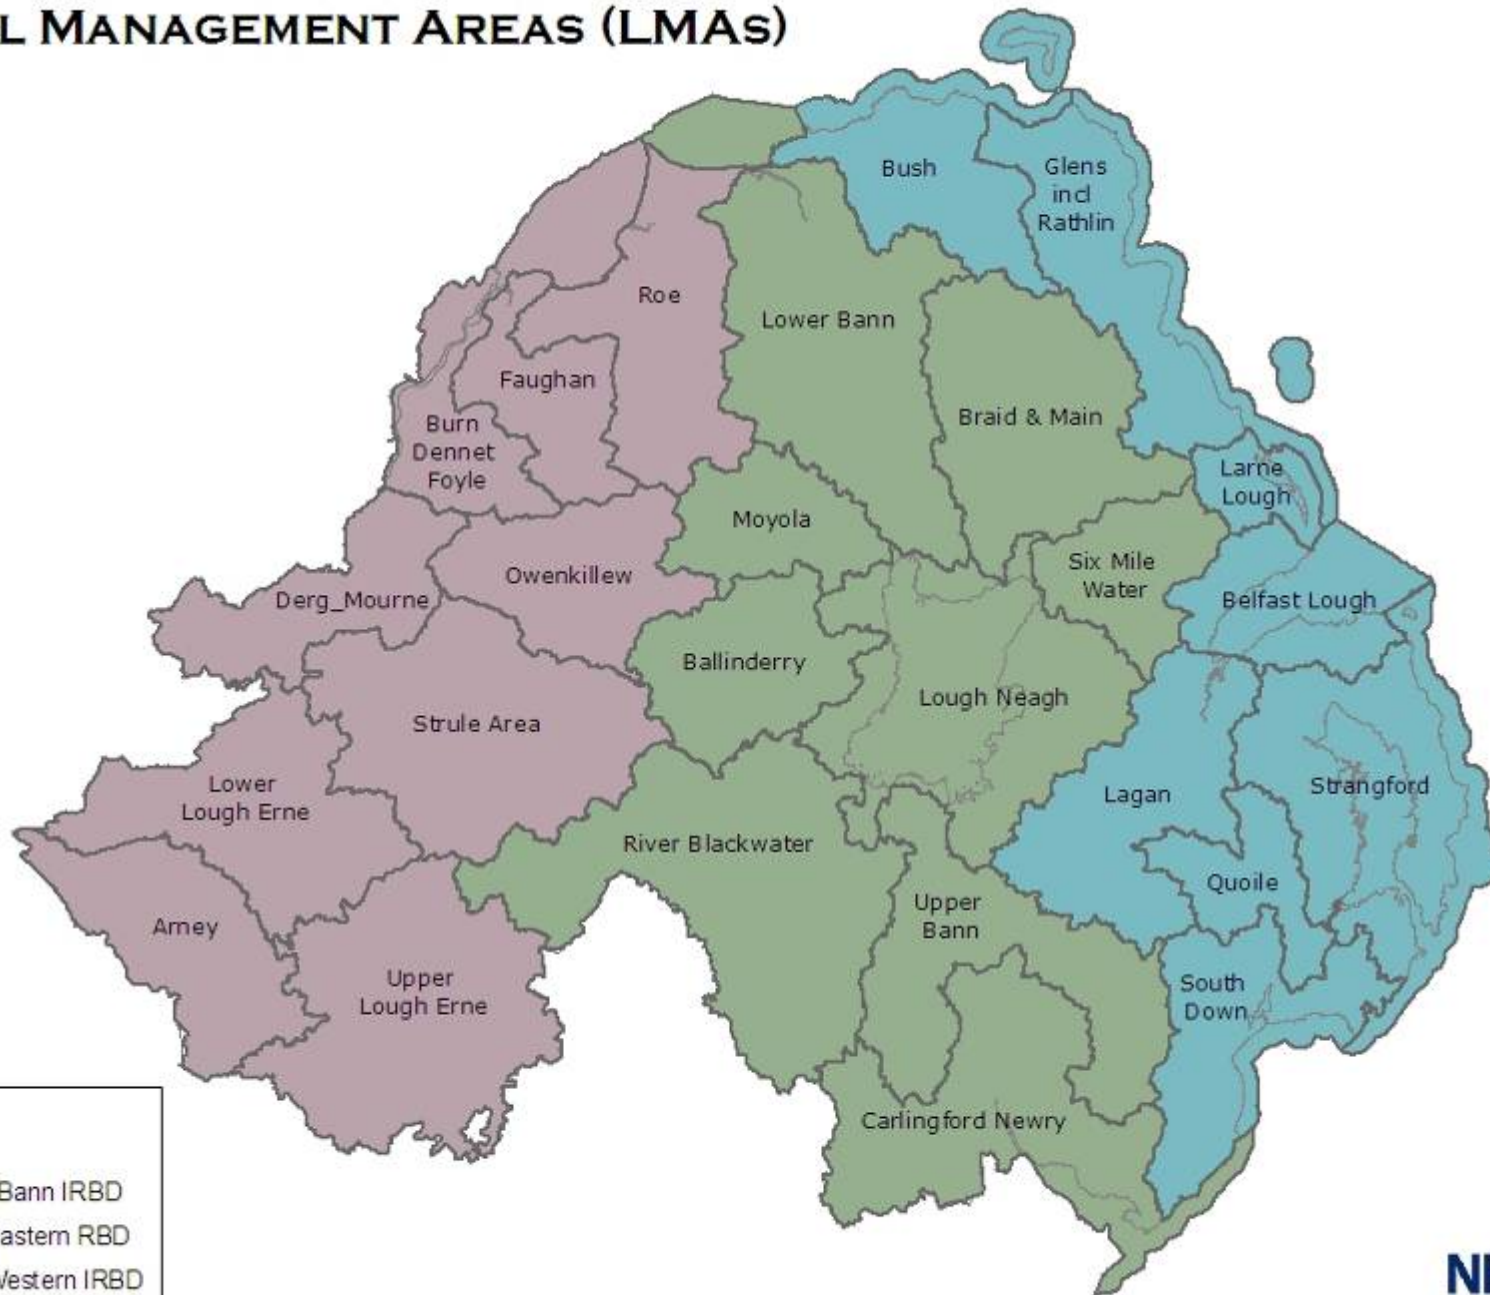 L MANAGEMENT AREAS (LMAS)
Bush
Glens
incl
Rathlin
Roe
Lower Bann
Faughan
Braid & Main
Burn
Dennet
Foyle
Larne
Lough
Moyola
Six Mile
Water
Owenkillew
Derg_Mourne
Belfast Lough
Ballinderry
Lough Neagh
Strule Area
Lower
Lough Erne
Lagan
Strangford
River Blackwater
Quoile
Upper
Bann
Arney
Upper
Lough Erne
South
Down
Carlingford Newry
Bann IRBD
astern RBD
Western IRBD